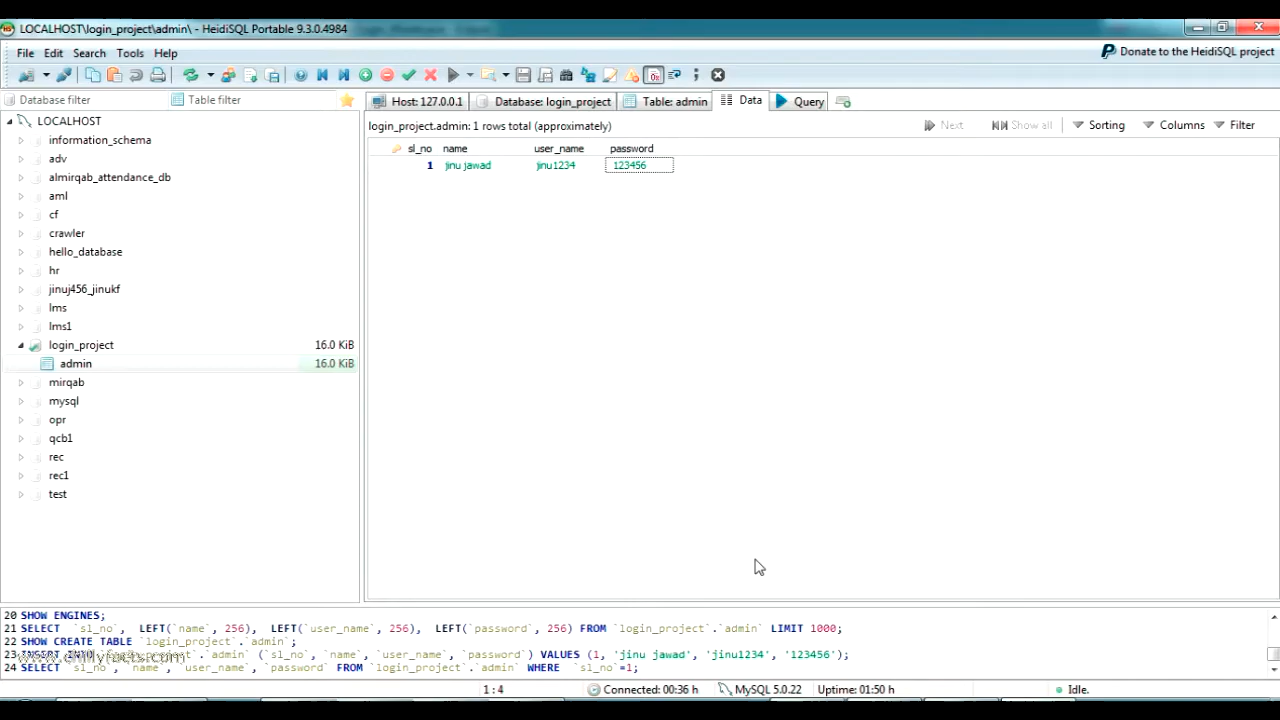 LOCALHOST\login_project\admin\ - HeidiSQL Portable 9.3.0.4984
File Edit Search Tools Help
Donate to the HeidiSQL project
Database filter Table filter
Host: 127.0.0.1 Database: login_project Table: admin Data Query
login_project.admin: 1 rows total (approximately)
Next Show all Sorting Columns Filter
sl_no name user_name password
1 jinu jawad jinu1234 123456
LOCALHOST
information_schema
adv
almirqab_attendance_db
aml
cf
crawler
hello_database
hr
jinuj456_jinukf
lms
lms1
login_project 16.0 KiB
admin 16.0 KiB
mirqab
mysql
opr
qcb1
rec
rec1
test
20 SHOW ENGINES;
21 SELECT `sl_no`, LEFT(`name`, 256), LEFT(`user_name`, 256), LEFT(`password`, 256) FROM `login_project`.`admin` LIMIT 1000;
22 SHOW CREATE TABLE `login_project`.`admin`;
23 INSERT INTO `login_project`.`admin` (`sl_no`, `name`, `user_name`, `password`) VALUES (1, 'jinu jawad', 'jinu1234', '123456');
24 SELECT `sl_no`, `name`, `user_name`, `password` FROM `login_project`.`admin` WHERE `sl_no`=1;
1 : 4 Connected: 00:36 h MySQL 5.0.22 Uptime: 01:50 h Idle.